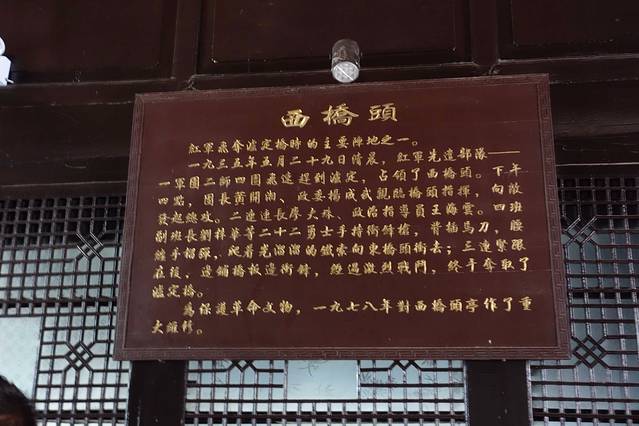 西橋頭
紅軍飛奪瀘定橋時的主要陣地之一。
一九三五年五月二十九日清晨，紅軍先遣部隊——
一軍團二師四團飛速趕到瀘定，占領了西橋頭。下午
四點，團長黃開湘、政委楊成武親臨橋頭指揮，向敵
發起總攻。二連連長廖大珠、政治指導員王海雲。四班
副班長劉梓華等二十二勇士手持衝鋒槍，背插馬刀，腰
纏手榴彈，爬着光溜溜的鐵索向東橋頭衝去；三連緊跟
在後，邊鋪橋板邊衝鋒，經過激烈戰鬥，終于奪取了
瀘定橋。
爲保護革命文物，一九七八年對西橋頭亭作了重
大維修。